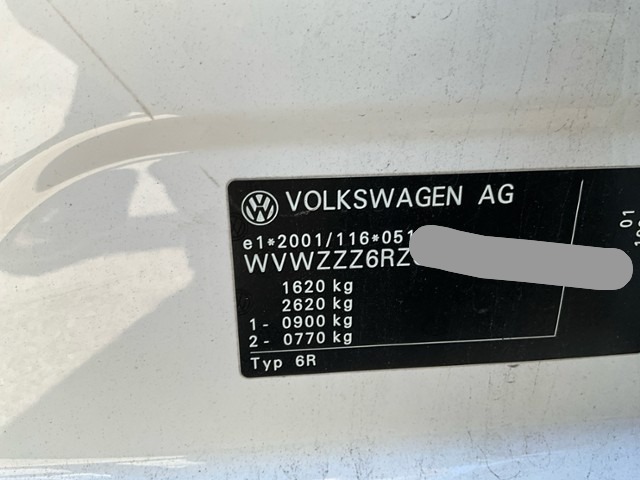 VOLKSWAGEN AG
e1*2001/116*051
WVWZZZ6RZ
1620 kg
2620 kg
1- 0900 kg
2- 0770 kg
Typ 6R
01